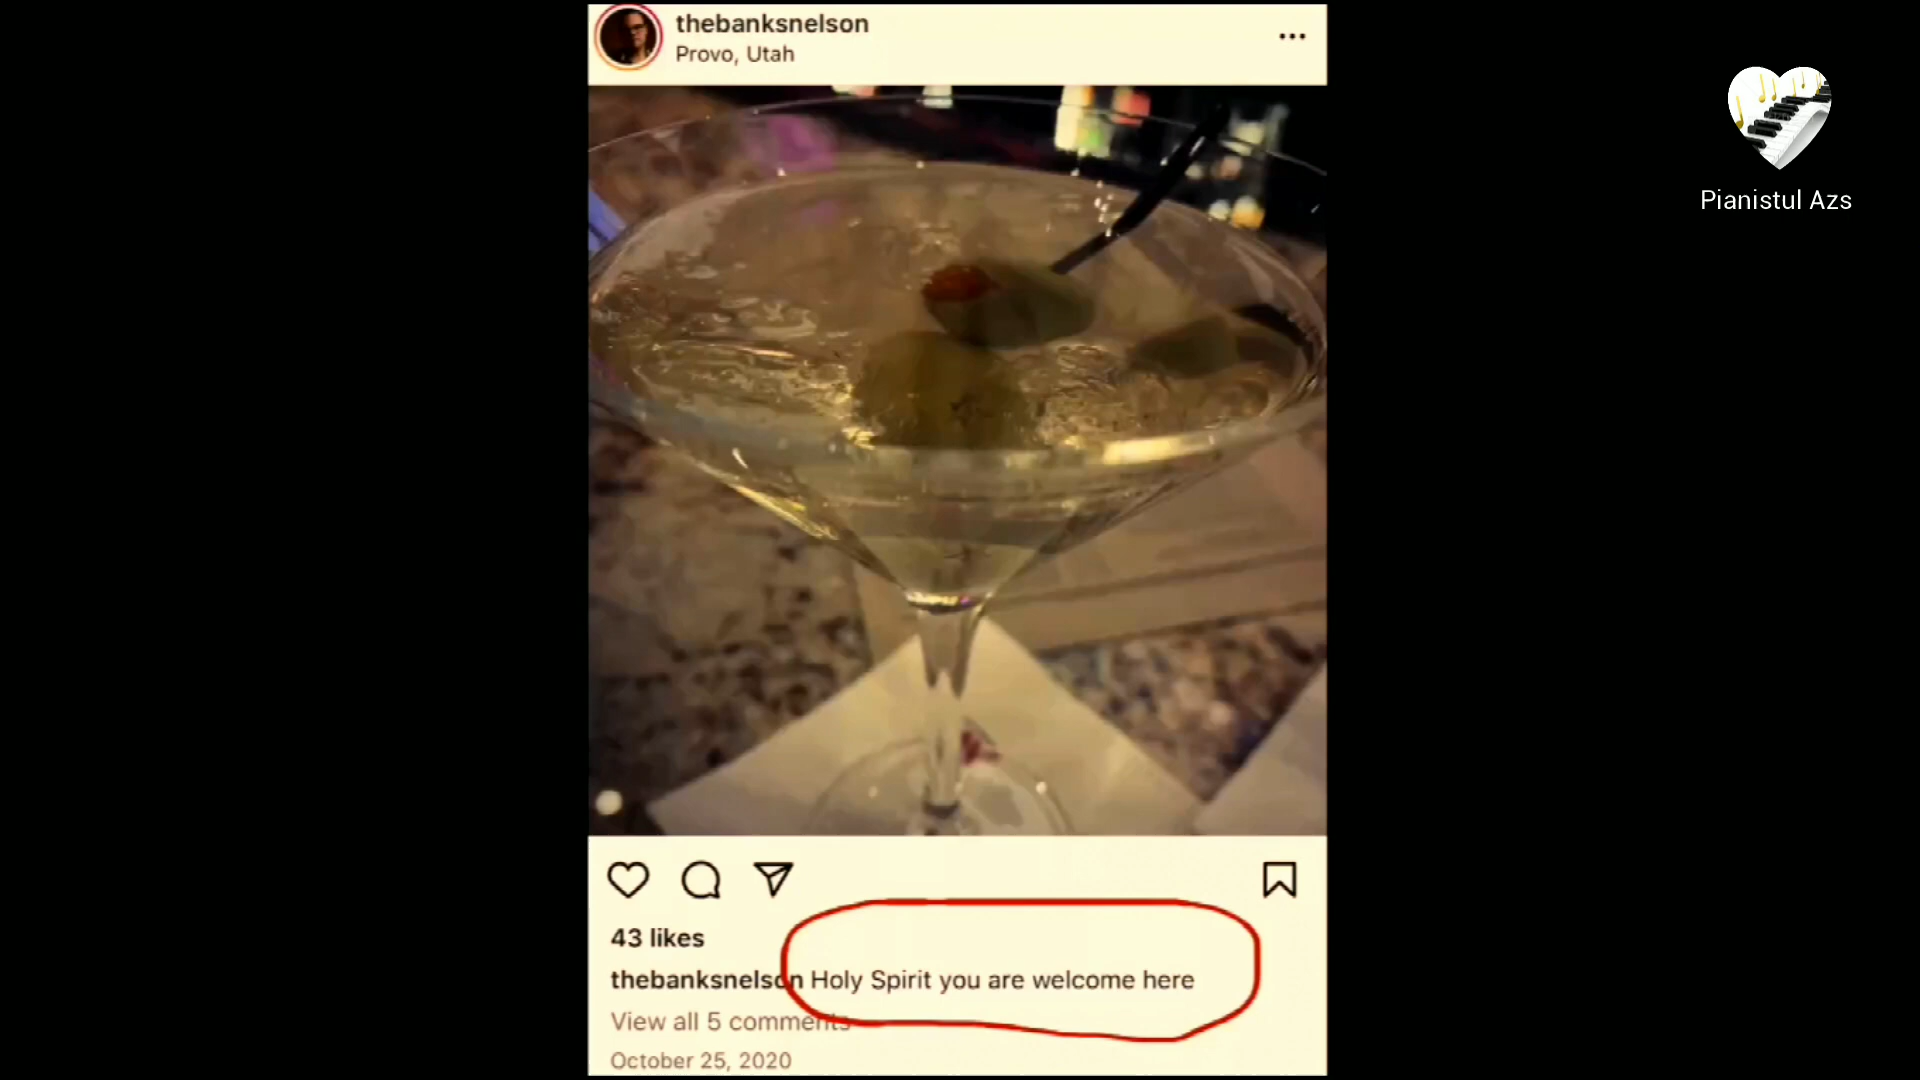 thebanksnelson
Provo, Utah
Pianistul Azs
43 likes
thebanksnelson Holy Spirit you are welcome here
View all 5 comments
October 25, 2020